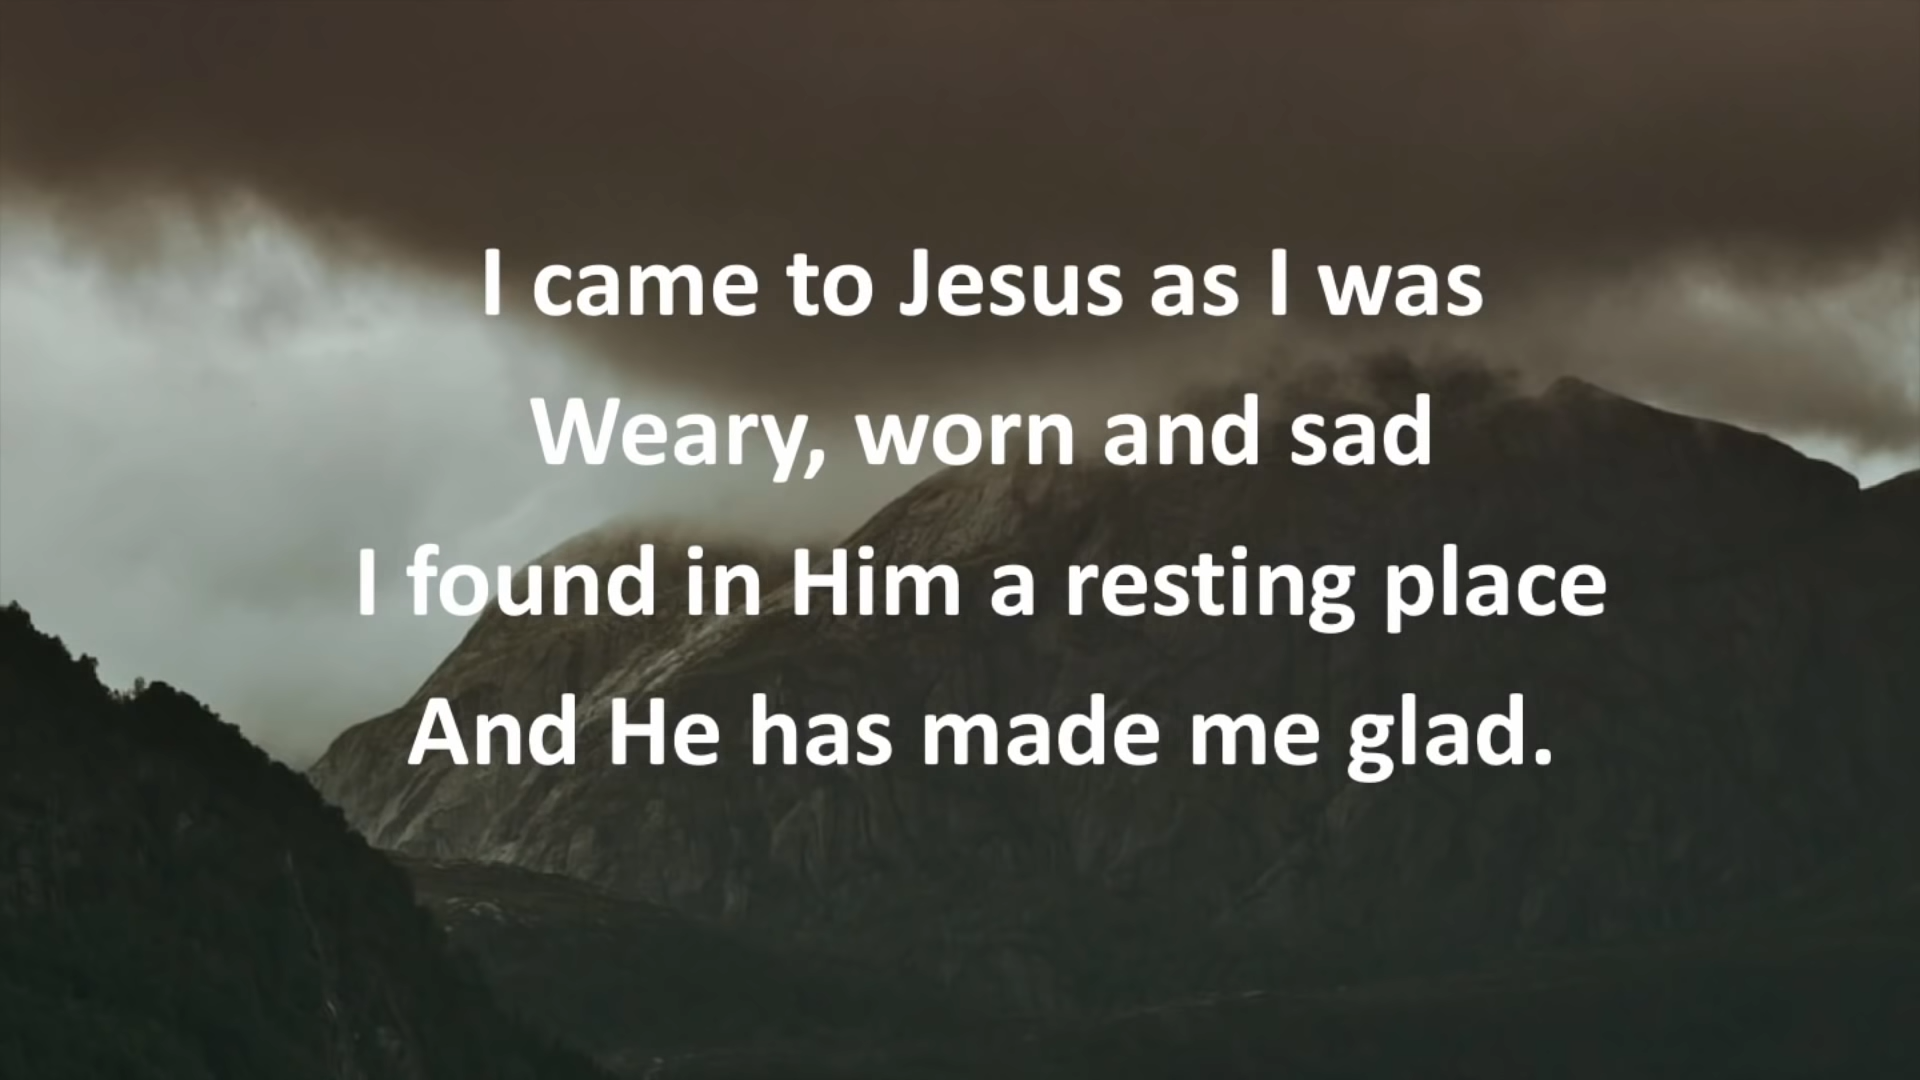 I came to Jesus as I was
Weary, worn and sad
I found in Him a resting place
And He has made me glad.